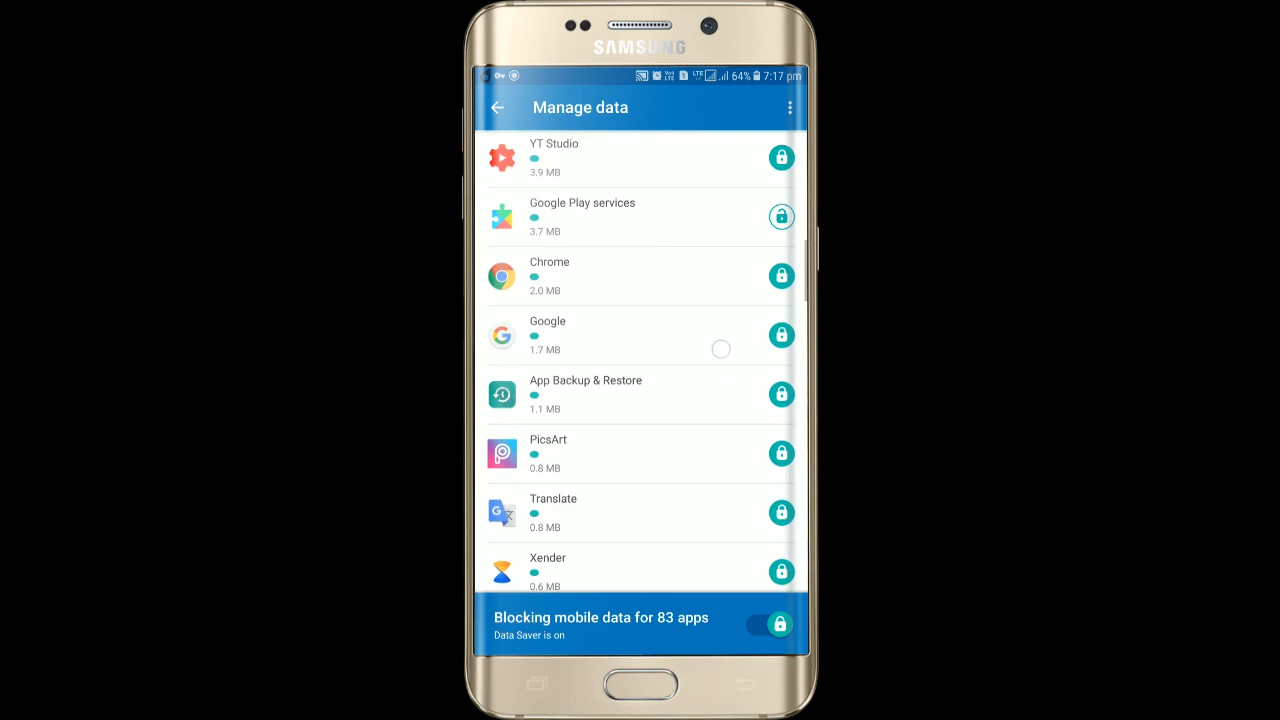 SAMSUNG
LTE 64% 7:17 pm
Manage data
YT Studio
3.9 MB
Google Play services
3.7 MB
Chrome
2.0 MB
Google
1.7 MB
App Backup & Restore
1.1 MB
PicsArt
0.8 MB
Translate
0.8 MB
Xender
0.6 MB
Blocking mobile data for 83 apps
Data Saver is on